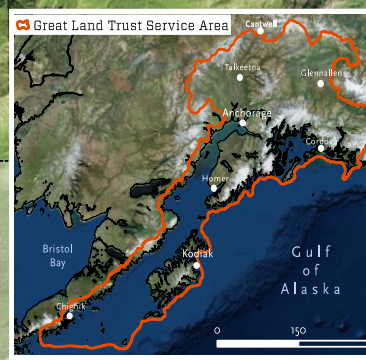 Great Land Trust Service Area
Cantwell
Talkeetna
Glennallen
Anchorage
Cordova
Homer
Bristol
Bay
Kodiak
Gulf
of
Alaska
Chignik
0 150